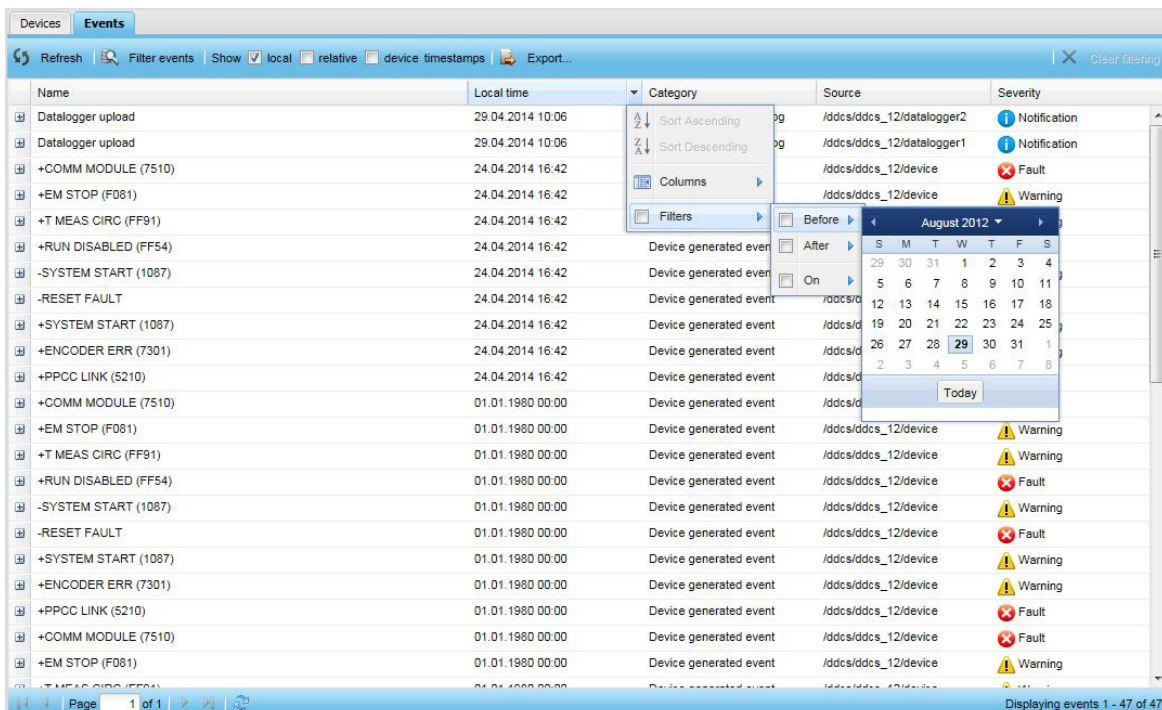 Devices Events
Refresh Filter events Show local relative device timestamps Export... Clear filtering
Name Local time Category Source Severity
Datalogger upload 29.04.2014 10:06 /ddcs/ddcs_12/datalogger2 Notification
Datalogger upload 29.04.2014 10:06 /ddcs/ddcs_12/datalogger1 Notification
+COMM MODULE (7510) 24.04.2014 16:42 /ddcs/ddcs_12/device Fault
+EM STOP (F081) 24.04.2014 16:42 /ddcs/ddcs_12/device Warning
+T MEAS CIRC (FF91) 24.04.2014 16:42
+RUN DISABLED (FF54) 24.04.2014 16:42 Device generated even
-SYSTEM START (1087) 24.04.2014 16:42 Device generated even
-RESET FAULT 24.04.2014 16:42 Device generated event /ddcs/d
+SYSTEM START (1087) 24.04.2014 16:42 Device generated event /ddcs/d
+ENCODER ERR (7301) 24.04.2014 16:42 Device generated event /ddcs/d
+PPCC LINK (5210) 24.04.2014 16:42 Device generated event /ddcs/d
+COMM MODULE (7510) 01.01.1980 00:00 Device generated event /ddcs/d
+EM STOP (F081) 01.01.1980 00:00 Device generated event /ddcs/ddcs_12/device Warning
+T MEAS CIRC (FF91) 01.01.1980 00:00 Device generated event /ddcs/ddcs_12/device Warning
+RUN DISABLED (FF54) 01.01.1980 00:00 Device generated event /ddcs/ddcs_12/device Fault
-SYSTEM START (1087) 01.01.1980 00:00 Device generated event /ddcs/ddcs_12/device Warning
-RESET FAULT 01.01.1980 00:00 Device generated event /ddcs/ddcs_12/device Fault
+SYSTEM START (1087) 01.01.1980 00:00 Device generated event /ddcs/ddcs_12/device Warning
+ENCODER ERR (7301) 01.01.1980 00:00 Device generated event /ddcs/ddcs_12/device Warning
+PPCC LINK (5210) 01.01.1980 00:00 Device generated event /ddcs/ddcs_12/device Fault
+COMM MODULE (7510) 01.01.1980 00:00 Device generated event /ddcs/ddcs_12/device Fault
+EM STOP (F081) 01.01.1980 00:00 Device generated event /ddcs/ddcs_12/device Warning
Sort Ascending
Sort Descending
Columns
Filters
Before
After
On
August 2012
S M T W T F S
29 30 31 1 2 3 4
5 6 7 8 9 10 11
12 13 14 15 16 17 18
19 20 21 22 23 24 25
26 27 28 29 30 31 1
2 3 4 5 6 7 8
Today
Page 1 of 1 Displaying events 1 - 47 of 47